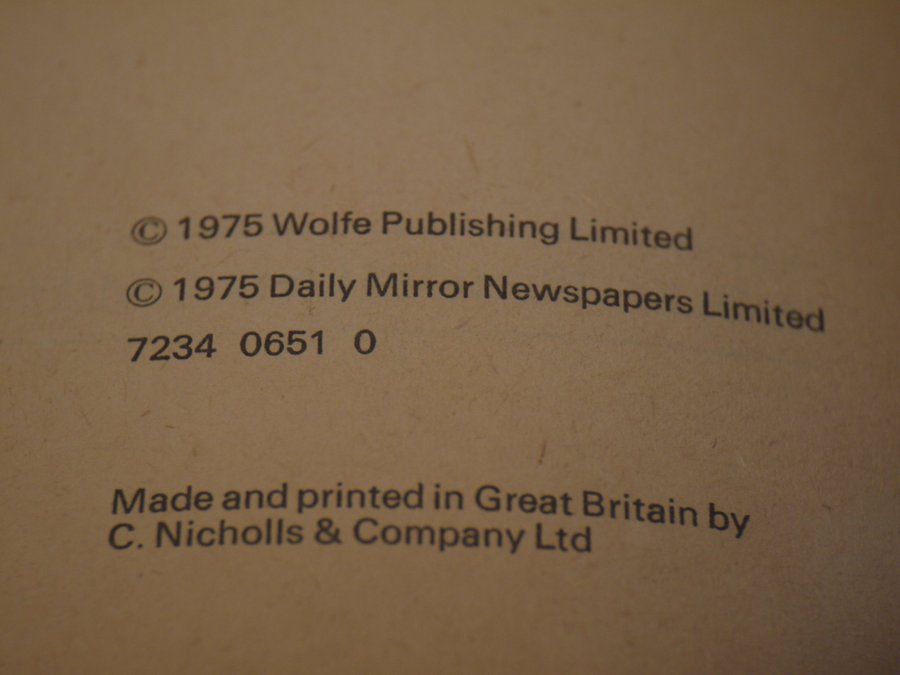 © 1975 Wolfe Publishing Limited
© 1975 Daily Mirror Newspapers Limited
7234 0651 0
Made and printed in Great Britain by
C. Nicholls & Company Ltd